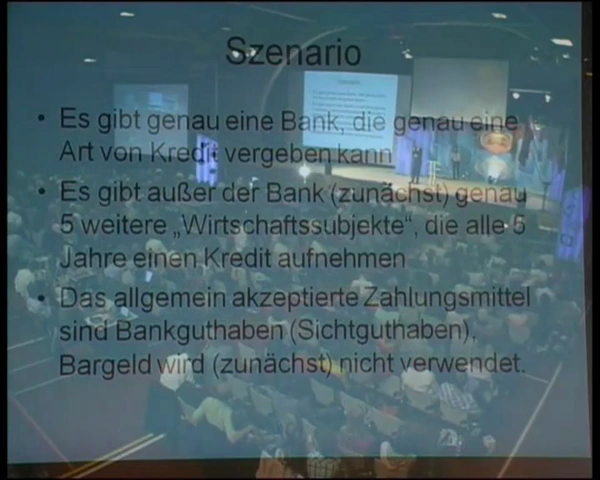 Szenario
• Es gibt genau eine Bank, die genau eine
Art von Kredit vergeben kann
• Es gibt außer der Bank (zunächst) genau
5 weitere „Wirtschaftssubjekte“, die alle 5
Jahre einen Kredit aufnehmen
• Das allgemein akzeptierte Zahlungsmittel
sind Bankguthaben (Sichtguthaben),
Bargeld wird (zunächst) nicht verwendet.